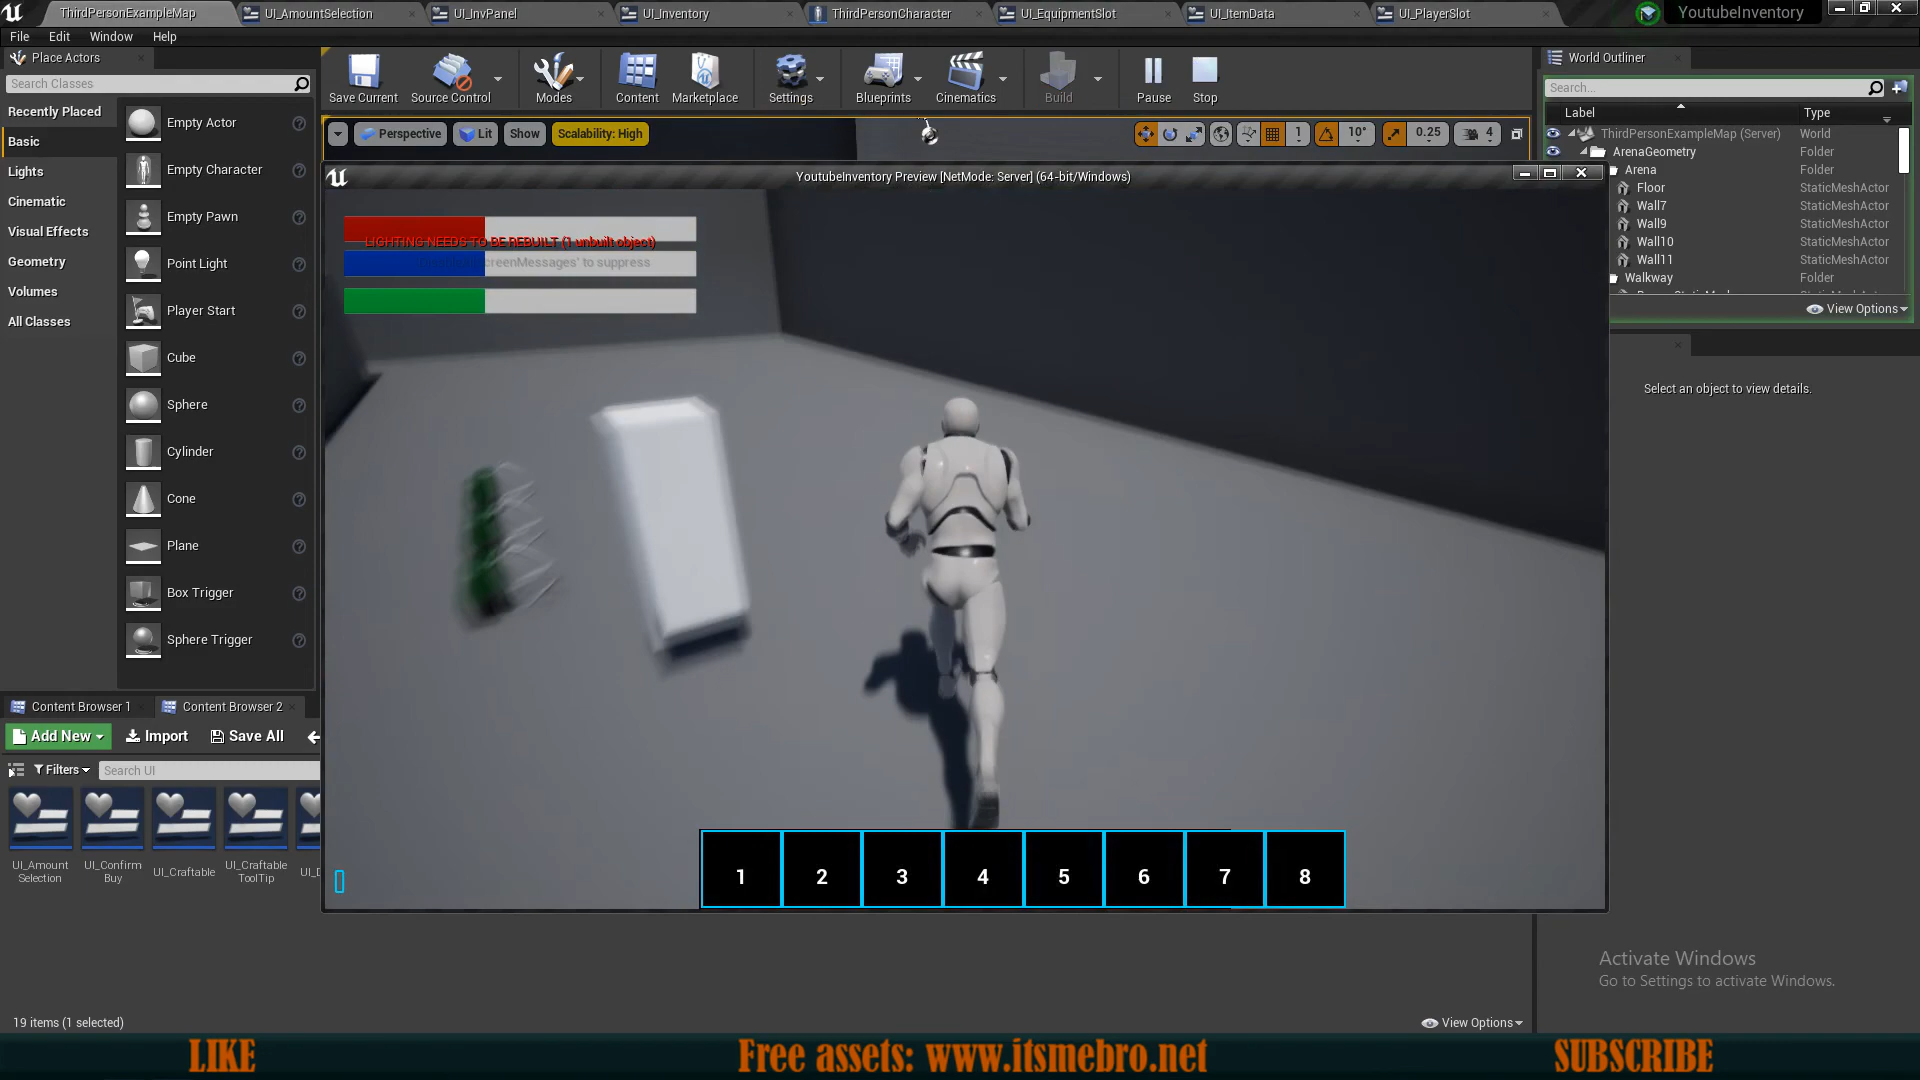 ThirdPersonExampleMap
UI_AmountSelection
UI_InvPanel
UI_Inventory
ThirdPersonCharacter
UI_EquipmentSlot
UI_ItemData
UI_PlayerSlot
YoutubeInventory
File Edit Window Help
Place Actors
Search Classes
Recently Placed
Basic
Lights
Cinematic
Visual Effects
Geometry
Volumes
All Classes
Empty Actor
Empty Character
Empty Pawn
Point Light
Player Start
Cube
Sphere
Cylinder
Cone
Plane
Box Trigger
Sphere Trigger
Save Current
Source Control
Modes
Content
Marketplace
Settings
Blueprints
Cinematics
Build
Pause
Stop
Perspective
Lit
Show
Scalability: High
1
10°
0.25
4
YoutubeInventory Preview [NetMode: Server] (64-bit/Windows)
LIGHTING NEEDS TO BE REBUILT (1 unbuilt object)
creenMessages' to suppress
1 2 3 4 5 6 7 8
World Outliner
Search...
Label Type
ThirdPersonExampleMap (Server) World
ArenaGeometry Folder
Arena Folder
Floor StaticMeshActor
Wall7 StaticMeshActor
Wall9 StaticMeshActor
Wall10 StaticMeshActor
Wall11 StaticMeshActor
Walkway Folder
View Options
Select an object to view details.
Content Browser 1
Content Browser 2
Add New
Import
Save All
Filters
Search UI
UI_Amount
Selection
UI_Confirm
Buy
UI_Craftable
UI_Craftable
ToolTip
19 items (1 selected)
View Options
Activate Windows
Go to Settings to activate Windows.
LIKE
Free assets: www.itsmebro.net
SUBSCRIBE